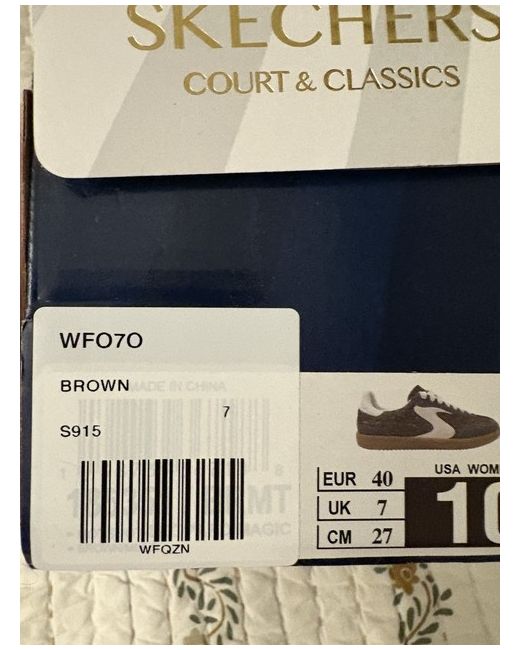 SKECHERS
COURT & CLASSICS
WFO7O
MADE IN CHINA
BROWN
7
S915
WFQZN
EUR 40
UK 7
CM 27
USA WOM
10